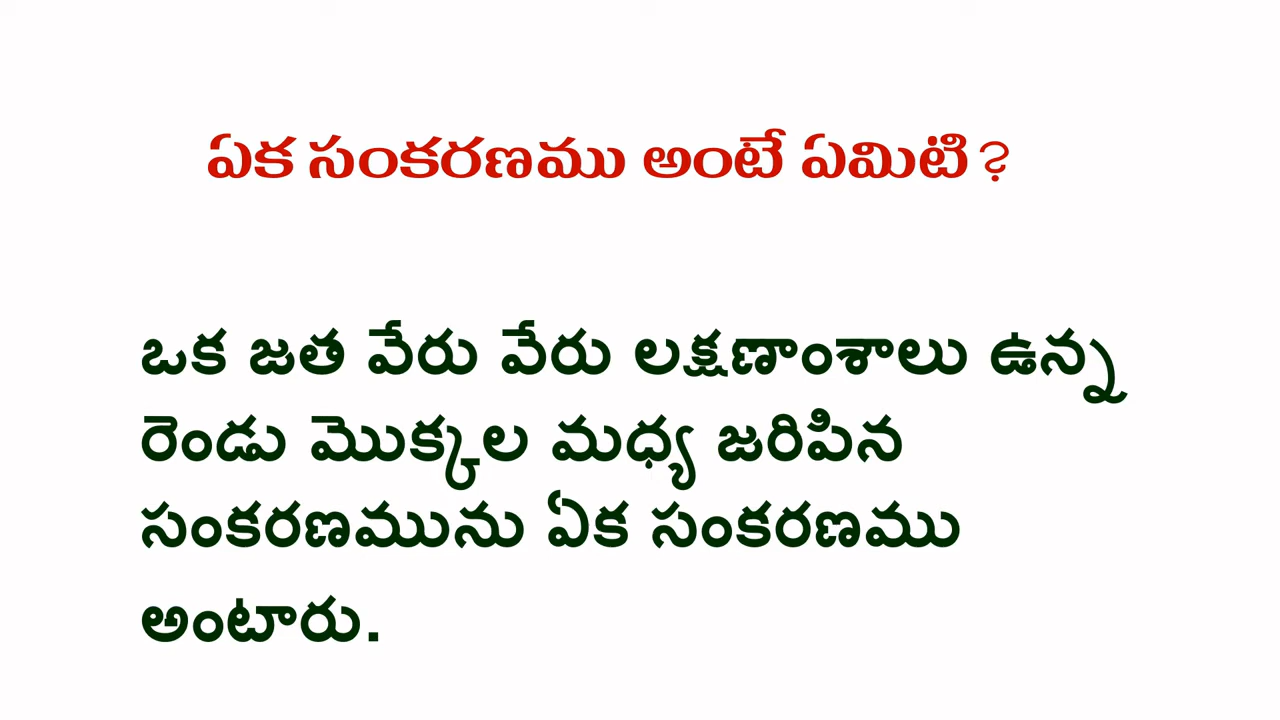 ఏక సంకరణము అంటే ఏమిటి?
ఒక జత వేరు వేరు లక్షణాంశాలు ఉన్న
రెండు మొక్కల మధ్య జరిపిన
సంకరణమును ఏక సంకరణము
అంటారు.